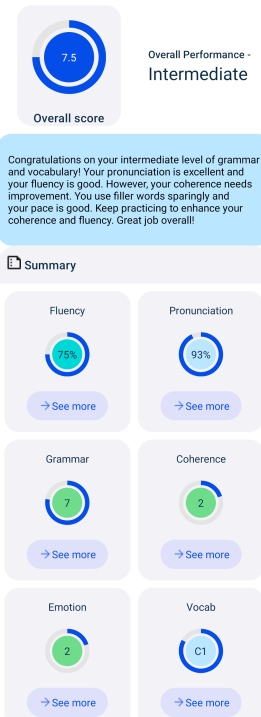 7.5
Overall score
Overall Performance -
Intermediate
Congratulations on your intermediate level of grammar
and vocabulary! Your pronunciation is excellent and
your fluency is good. However, your coherence needs
improvement. You use filler words sparingly and
your pace is good. Keep practicing to enhance your
coherence and fluency. Great job overall!
Summary
Fluency
75%
→ See more
Pronunciation
93%
→ See more
Grammar
7
→ See more
Coherence
2
→ See more
Emotion
2
→ See more
Vocab
C1
→ See more